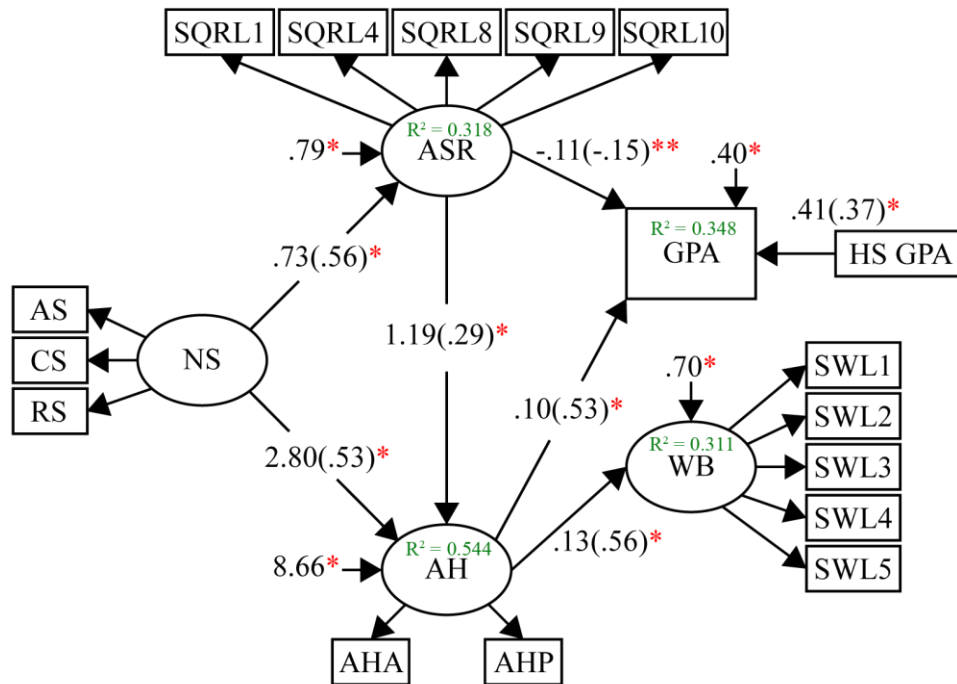 SQRL1 SQRL4 SQRL8 SQRL9 SQRL10
R² = 0.318
ASR
.79*
-.11(-.15)**
.40*
.41(.37)*
R² = 0.348
GPA
HS GPA
.73(.56)*
AS
CS
RS
NS
1.19(.29)*
.70*
SWL1
SWL2
SWL3
SWL4
SWL5
.10(.53)*
R² = 0.311
WB
2.80(.53)*
.13(.56)*
8.66*
R² = 0.544
AH
AHA AHP